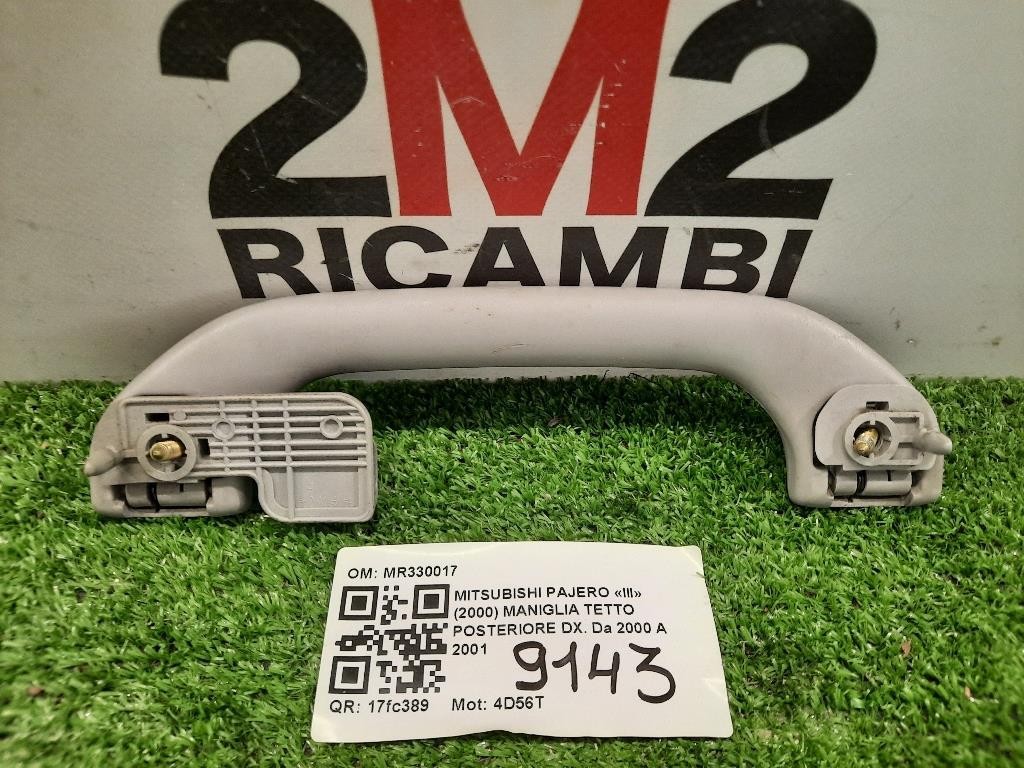 2M2
RICAMBI
OM: MR330017
MITSUBISHI PAJERO «III»
(2000) MANIGLIA TETTO
POSTERIORE DX. Da 2000 A
2001
9143
QR: 17fc389 Mot: 4D56T